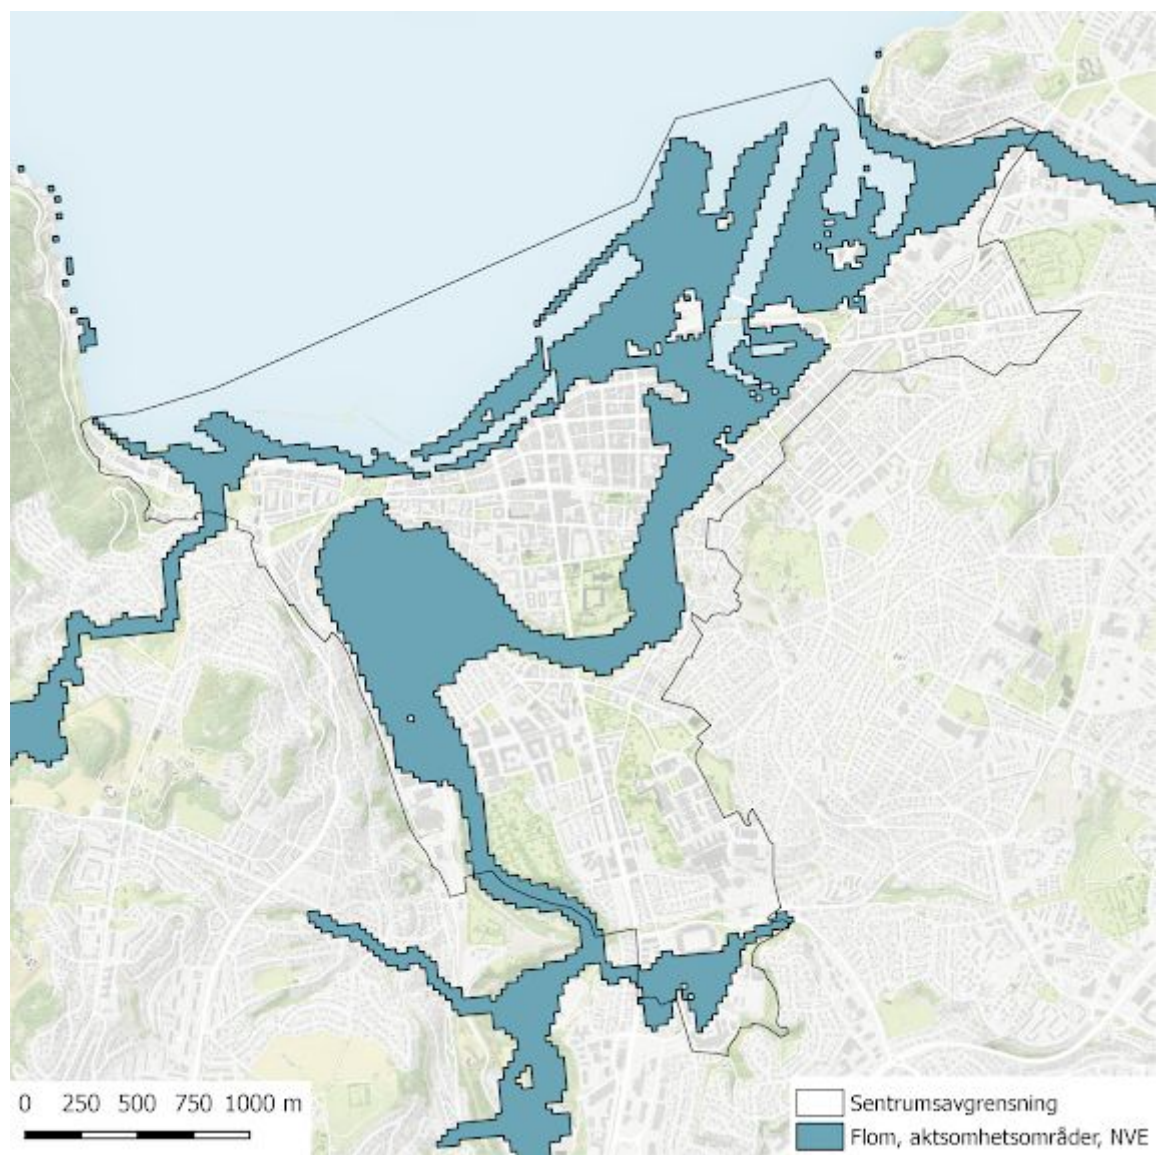 0 250 500 750 1000 m
Sentrumsavgrensning
Flom, aktsomhetsområder, NVE